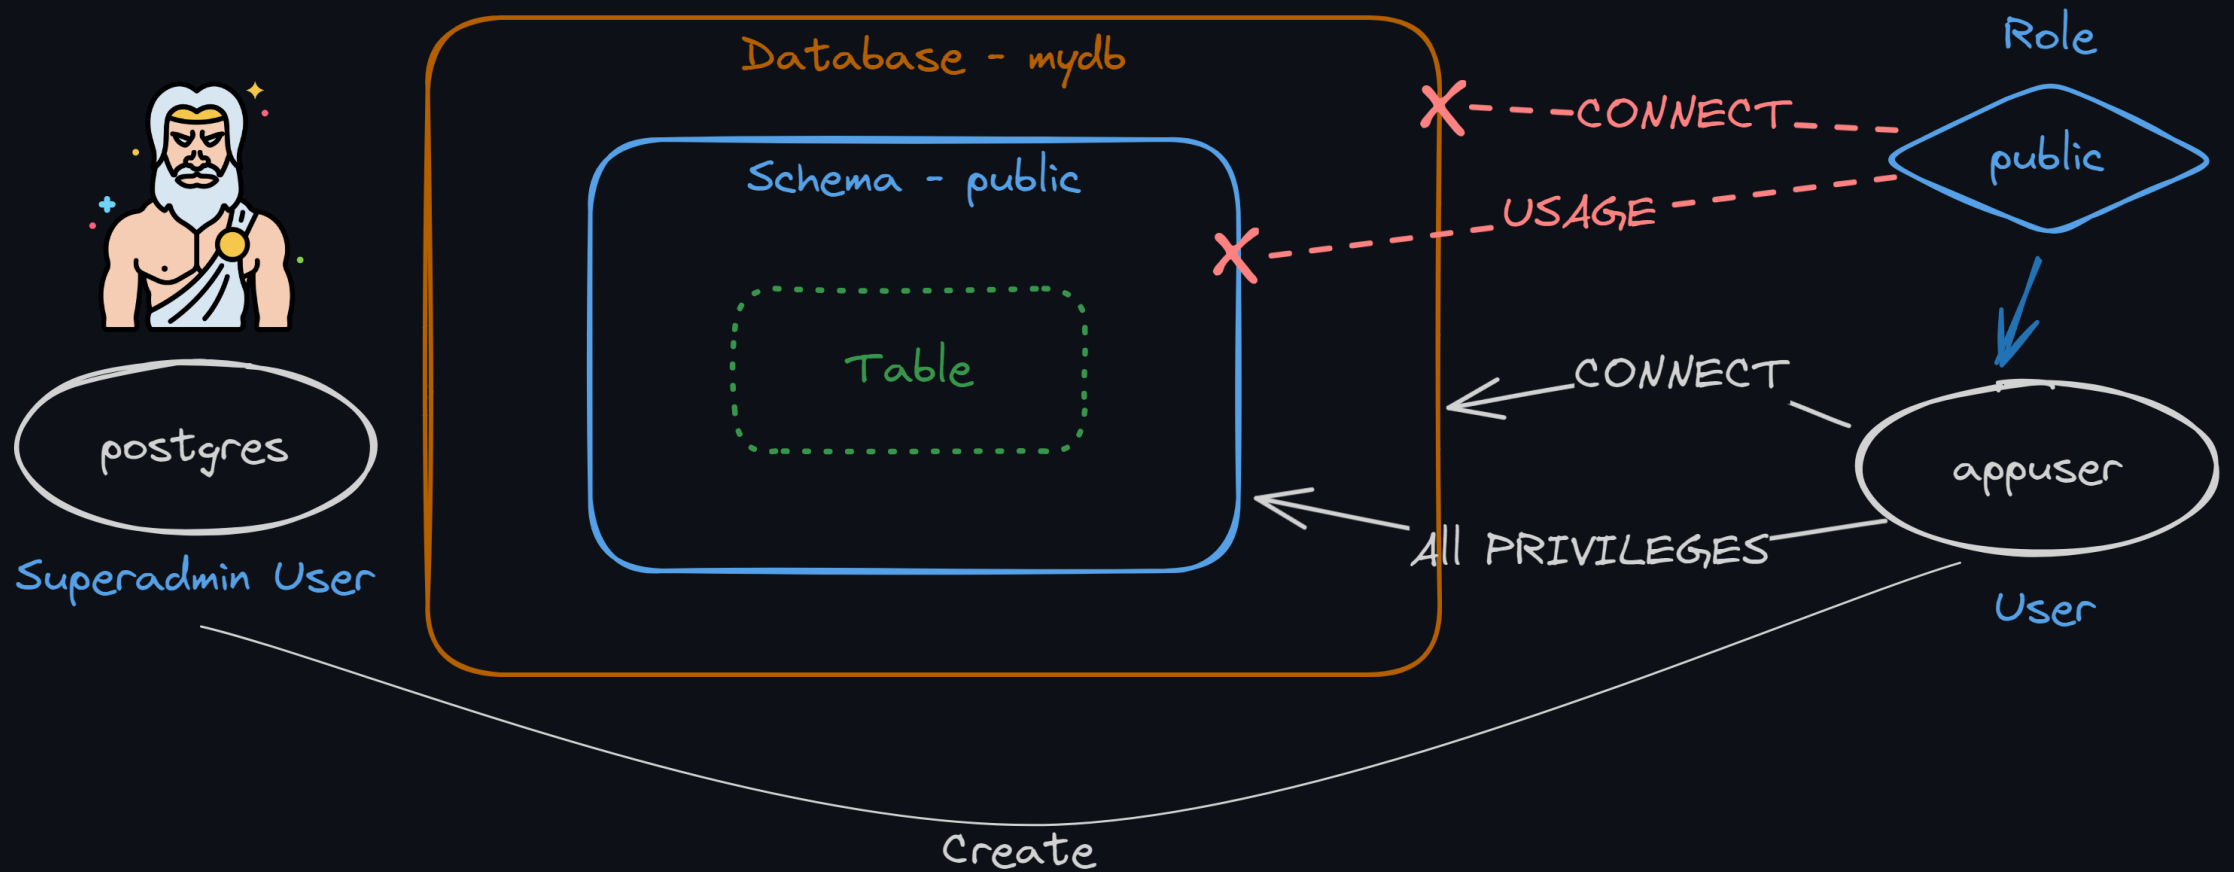 Role
Database - mydb
CONNECT
public
Schema - public
USAGE
Table
CONNECT
postgres
appuser
All PRIVILEGES
Superadmin User
User
Create